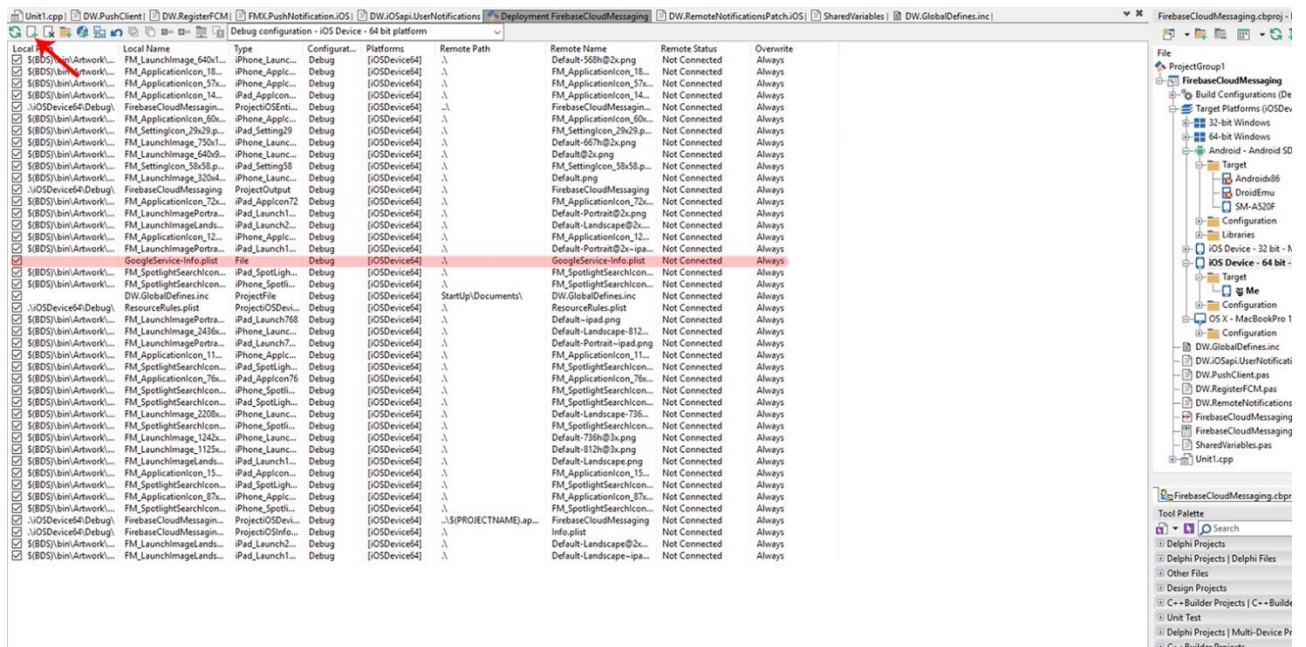 Unit1.cpp | DW.PushClient | DW.RegisterFCM | FMX.PushNotification.iOS | DW.iOSapi.UserNotifications Deployment FirebaseCloudMessaging DW.RemoteNotificationsPatch.iOS | SharedVariables | DW.GlobalDefines.inc |
FirebaseCloudMessaging.cbproj -
Debug configuration - iOS Device - 64 bit platform
Local Local Name Type Configurat... Platforms Remote Path Remote Name Remote Status Overwrite
$(BDS)\bin\Artwork\... FM_LaunchImage_640x1... iPhone_Launc... Debug [iOSDevice64] .\ Default-568h@2x.png Not Connected Always
$(BDS)\bin\Artwork\... FM_ApplicationIcon_18... iPhone_Applc... Debug [iOSDevice64] .\ FM_ApplicationIcon_18... Not Connected Always
$(BDS)\bin\Artwork\... FM_ApplicationIcon_57x... iPhone_Applc... Debug [iOSDevice64] .\ FM_ApplicationIcon_57x... Not Connected Always
$(BDS)\bin\Artwork\... FM_ApplicationIcon_14... iPad_AppIcon... Debug [iOSDevice64] .\ FM_ApplicationIcon_14... Not Connected Always
.\iOSDevice64\Debug\ FirebaseCloudMessagin... ProjectiOSEnti... Debug [iOSDevice64] ..\ FirebaseCloudMessagin... Not Connected Always
$(BDS)\bin\Artwork\... FM_ApplicationIcon_60x... iPhone_Applc... Debug [iOSDevice64] .\ FM_ApplicationIcon_60x... Not Connected Always
$(BDS)\bin\Artwork\... FM_SettingIcon_29x29.p... iPad_Setting29 Debug [iOSDevice64] .\ FM_SettingIcon_29x29.p... Not Connected Always
$(BDS)\bin\Artwork\... FM_LaunchImage_750x1... iPhone_Launc... Debug [iOSDevice64] .\ Default-667h@2x.png Not Connected Always
$(BDS)\bin\Artwork\... FM_LaunchImage_640x9... iPhone_Launc... Debug [iOSDevice64] .\ Default@2x.png Not Connected Always
$(BDS)\bin\Artwork\... FM_SettingIcon_58x58.p... iPad_Setting58 Debug [iOSDevice64] .\ FM_SettingIcon_58x58.p... Not Connected Always
$(BDS)\bin\Artwork\... FM_LaunchImage_320x4... iPhone_Launc... Debug [iOSDevice64] .\ Default.png Not Connected Always
.\iOSDevice64\Debug\ FirebaseCloudMessaging ProjectOutput Debug [iOSDevice64] .\ FirebaseCloudMessaging Not Connected Always
$(BDS)\bin\Artwork\... FM_ApplicationIcon_72x... iPad_AppIcon72 Debug [iOSDevice64] .\ FM_ApplicationIcon_72x... Not Connected Always
$(BDS)\bin\Artwork\... FM_LaunchImagePortra... iPad_Launch1... Debug [iOSDevice64] .\ Default-Portrait@2x.png Not Connected Always
$(BDS)\bin\Artwork\... FM_LaunchImageLands... iPad_Launch2... Debug [iOSDevice64] .\ Default-Landscape@2x... Not Connected Always
$(BDS)\bin\Artwork\... FM_ApplicationIcon_12... iPhone_Applc... Debug [iOSDevice64] .\ FM_ApplicationIcon_12... Not Connected Always
$(BDS)\bin\Artwork\... FM_LaunchImagePortra... iPad_Launch1... Debug [iOSDevice64] .\ Default-Portrait@2x~ipa... Not Connected Always
GoogleService-Info.plist File Debug [iOSDevice64] .\ GoogleService-Info.plist Not Connected Always
$(BDS)\bin\Artwork\... FM_SpotlightSearchIcon... iPad_SpotLigh... Debug [iOSDevice64] .\ FM_SpotlightSearchIcon... Not Connected Always
$(BDS)\bin\Artwork\... FM_SpotlightSearchIcon... iPhone_Spotli... Debug [iOSDevice64] .\ FM_SpotlightSearchIcon... Not Connected Always
DW.GlobalDefines.inc ProjectFile Debug [iOSDevice64] StartUp\Documents\ DW.GlobalDefines.inc Not Connected Always
.\iOSDevice64\Debug\ ResourceRules.plist ProjectiOSDevi... Debug [iOSDevice64] .\ ResourceRules.plist Not Connected Always
$(BDS)\bin\Artwork\... FM_LaunchImagePortra... iPad_Launch768 Debug [iOSDevice64] .\ Default~ipad.png Not Connected Always
$(BDS)\bin\Artwork\... FM_LaunchImage_2436x... iPhone_Launc... Debug [iOSDevice64] .\ Default-Landscape-812... Not Connected Always
$(BDS)\bin\Artwork\... FM_LaunchImagePortra... iPad_Launch7... Debug [iOSDevice64] .\ Default-Portrait~ipad.png Not Connected Always
$(BDS)\bin\Artwork\... FM_ApplicationIcon_11... iPhone_Applc... Debug [iOSDevice64] .\ FM_ApplicationIcon_11... Not Connected Always
$(BDS)\bin\Artwork\... FM_SpotlightSearchIcon... iPad_SpotLigh... Debug [iOSDevice64] .\ FM_SpotlightSearchIcon... Not Connected Always
$(BDS)\bin\Artwork\... FM_ApplicationIcon_76x... iPad_AppIcon76 Debug [iOSDevice64] .\ FM_ApplicationIcon_76x... Not Connected Always
$(BDS)\bin\Artwork\... FM_SpotlightSearchIcon... iPhone_Spotli... Debug [iOSDevice64] .\ FM_SpotlightSearchIcon... Not Connected Always
$(BDS)\bin\Artwork\... FM_SpotlightSearchIcon... iPad_SpotLigh... Debug [iOSDevice64] .\ FM_SpotlightSearchIcon... Not Connected Always
$(BDS)\bin\Artwork\... FM_LaunchImage_2208x... iPhone_Launc... Debug [iOSDevice64] .\ Default-Landscape-736... Not Connected Always
$(BDS)\bin\Artwork\... FM_SpotlightSearchIcon... iPhone_Spotli... Debug [iOSDevice64] .\ FM_SpotlightSearchIcon... Not Connected Always
$(BDS)\bin\Artwork\... FM_LaunchImage_1242x... iPhone_Launc... Debug [iOSDevice64] .\ Default-736h@3x.png Not Connected Always
$(BDS)\bin\Artwork\... FM_LaunchImage_1125x... iPhone_Launc... Debug [iOSDevice64] .\ Default-812h@3x.png Not Connected Always
$(BDS)\bin\Artwork\... FM_LaunchImageLands... iPad_Launch1... Debug [iOSDevice64] .\ Default-Landscape.png Not Connected Always
$(BDS)\bin\Artwork\... FM_ApplicationIcon_15... iPad_AppIcon... Debug [iOSDevice64] .\ FM_ApplicationIcon_15... Not Connected Always
$(BDS)\bin\Artwork\... FM_SpotlightSearchIcon... iPad_SpotLigh... Debug [iOSDevice64] .\ FM_SpotlightSearchIcon... Not Connected Always
$(BDS)\bin\Artwork\... FM_ApplicationIcon_87x... iPhone_Applc... Debug [iOSDevice64] .\ FM_ApplicationIcon_87x... Not Connected Always
$(BDS)\bin\Artwork\... FM_SpotlightSearchIcon... iPhone_Spotli... Debug [iOSDevice64] .\ FM_SpotlightSearchIcon... Not Connected Always
.\iOSDevice64\Debug\ FirebaseCloudMessagin... ProjectiOSDevi... Debug [iOSDevice64] ..\$(PROJECTNAME).ap... FirebaseCloudMessaging Not Connected Always
.\iOSDevice64\Debug\ FirebaseCloudMessagin... ProjectiOSInfo... Debug [iOSDevice64] .\ Info.plist Not Connected Always
$(BDS)\bin\Artwork\... FM_LaunchImageLands... iPad_Launch2... Debug [iOSDevice64] .\ Default-Landscape@2x... Not Connected Always
$(BDS)\bin\Artwork\... FM_LaunchImageLands... iPad_Launch1... Debug [iOSDevice64] .\ Default-Landscape~ipa... Not Connected Always
File
ProjectGroup1
FirebaseCloudMessaging
Build Configurations (De
Target Platforms (iOSDev
32-bit Windows
64-bit Windows
Android - Android SD
Target
Androidx86
DroidEmu
SM-A520F
Configuration
Libraries
iOS Device - 32 bit - M
iOS Device - 64 bit -
Target
Me
Configuration
OS X - MacBookPro 1
Configuration
DW.GlobalDefines.inc
DW.iOSapi.UserNotificati
DW.PushClient.pas
DW.RegisterFCM.pas
DW.RemoteNotifications
FirebaseCloudMessaging
FirebaseCloudMessaging
SharedVariables.pas
Unit1.cpp
FirebaseCloudMessaging.cbpr
Tool Palette
Search
Delphi Projects
Delphi Projects | Delphi Files
Other Files
Design Projects
C++Builder Projects | C++Builde
Unit Test
Delphi Projects | Multi-Device Pr
C++Builder Projects